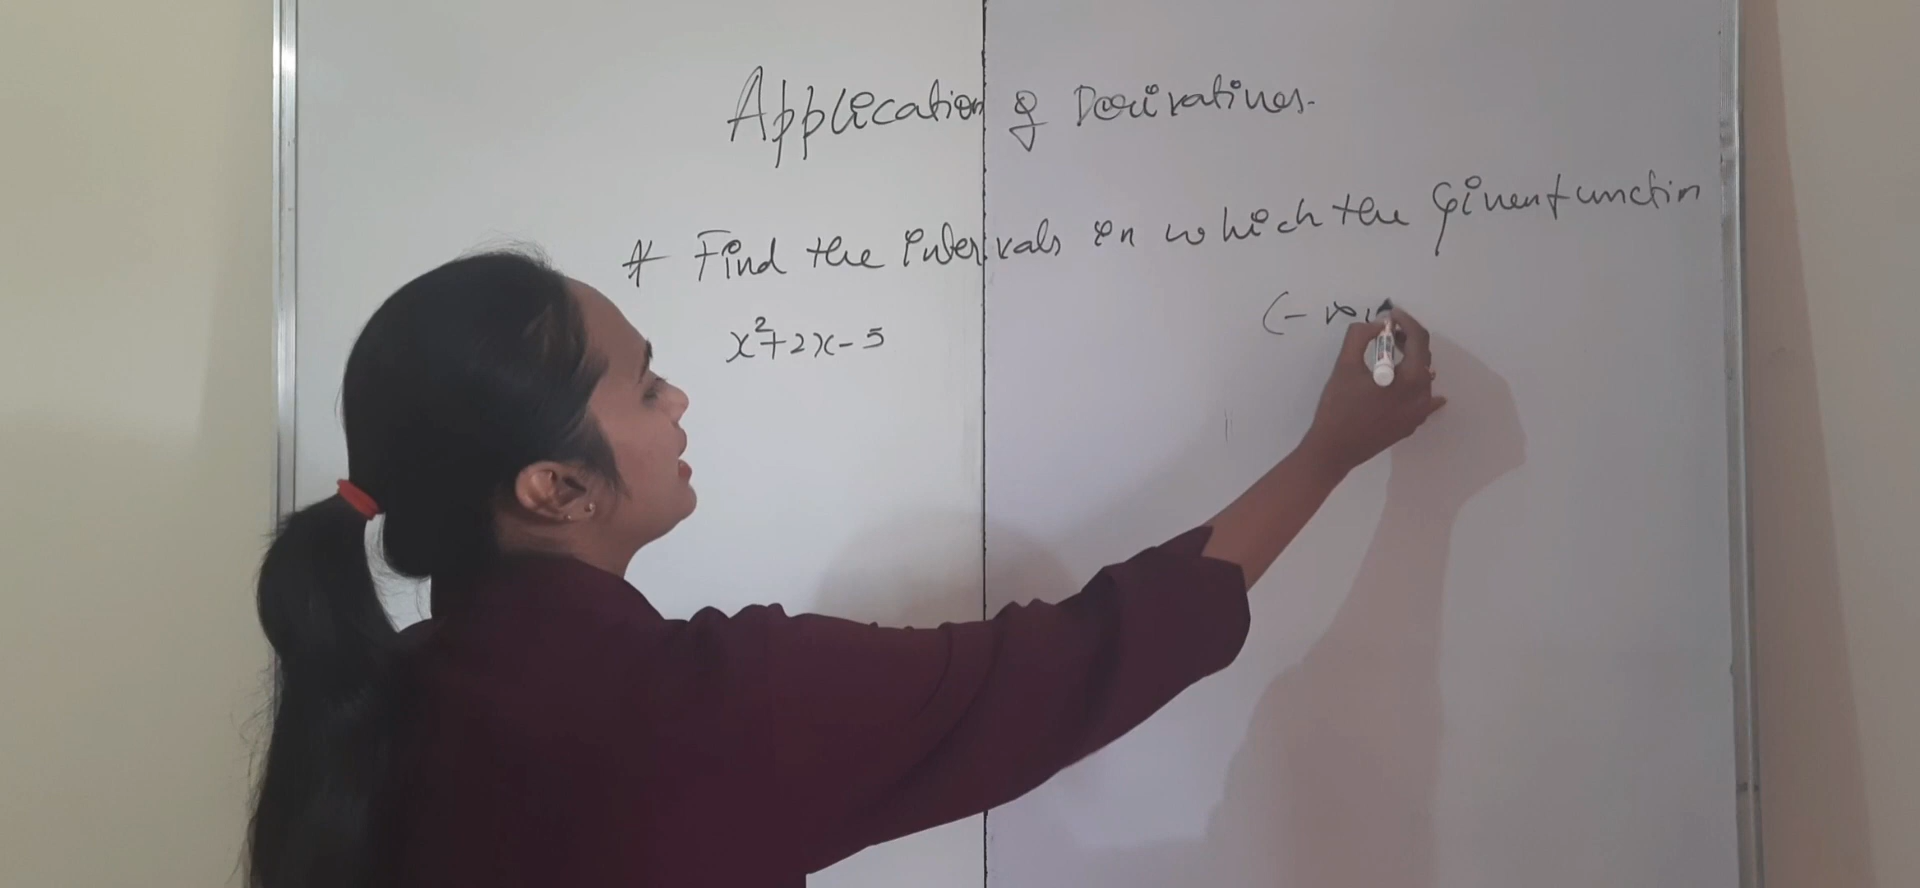 Application of Derivatives.
# Find the intervals in which the given function
x²+2x-5
(-∞,